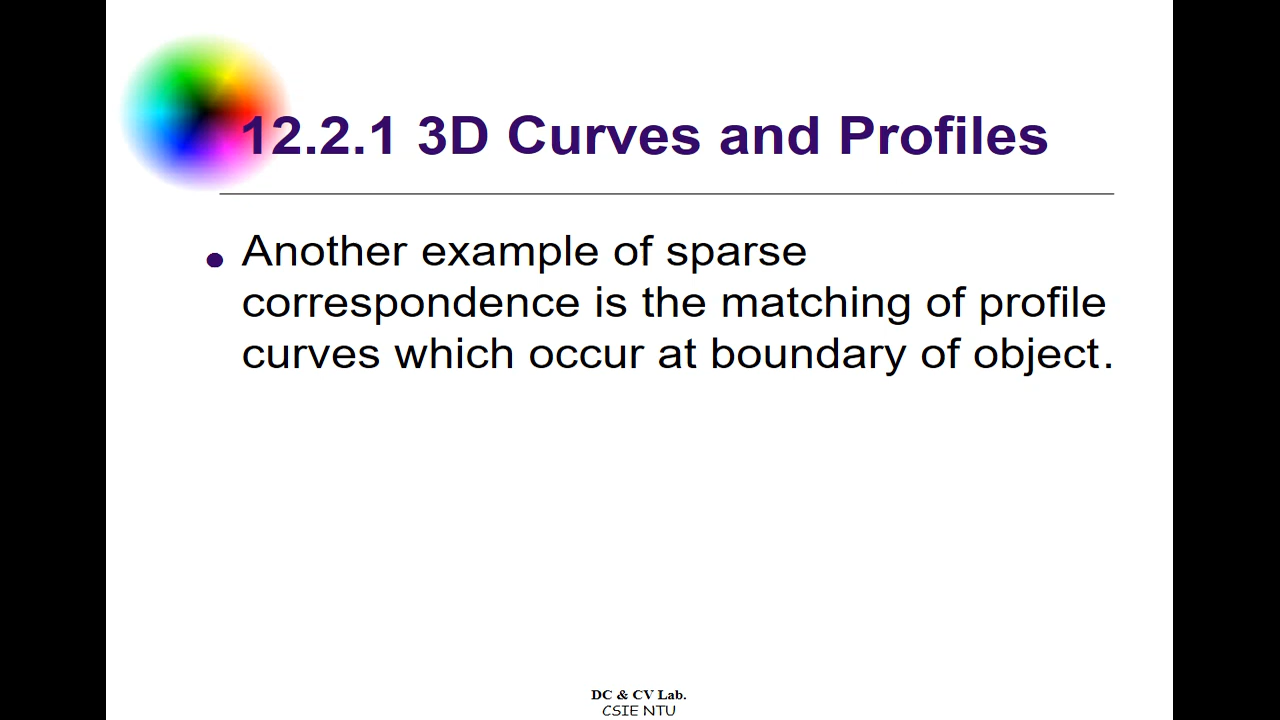 12.2.1 3D Curves and Profiles
• Another example of sparse
correspondence is the matching of profile
curves which occur at boundary of object.
DC & CV Lab.
CSIE NTU